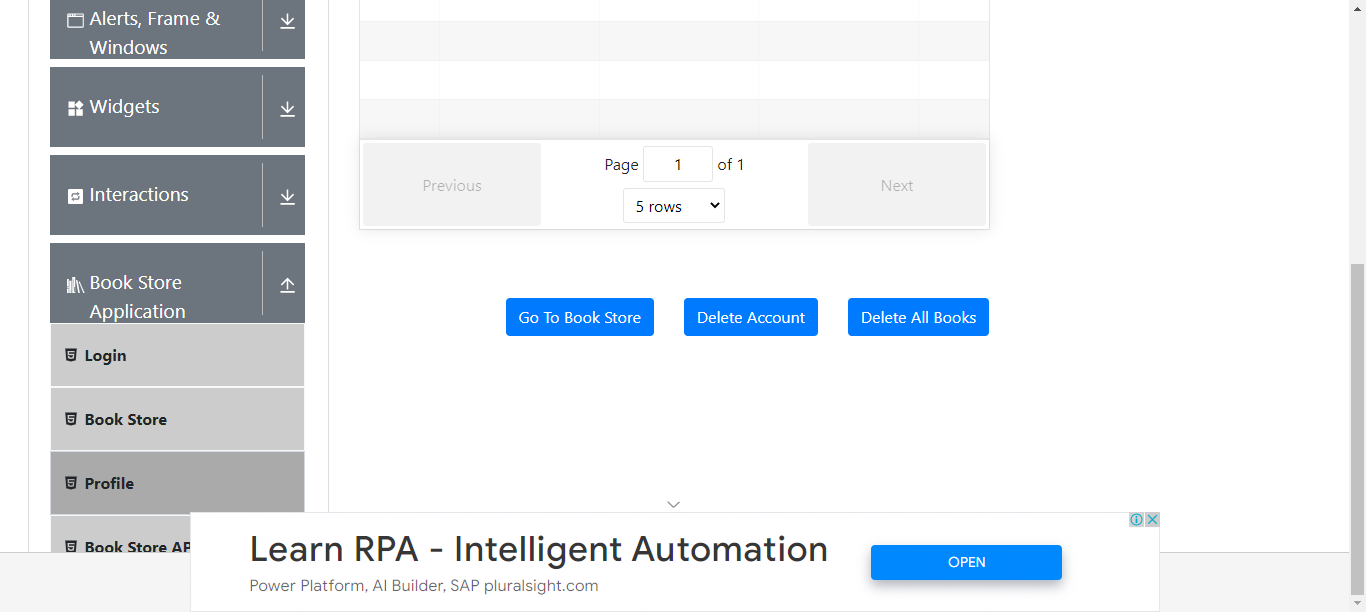 Alerts, Frame &
Windows
Widgets
Interactions
Book Store
Application
Login
Book Store
Profile
Book Store AP
Previous
Page 1 of 1
5 rows
Next
Go To Book Store
Delete Account
Delete All Books
Learn RPA - Intelligent Automation
Power Platform, AI Builder, SAP pluralsight.com
OPEN